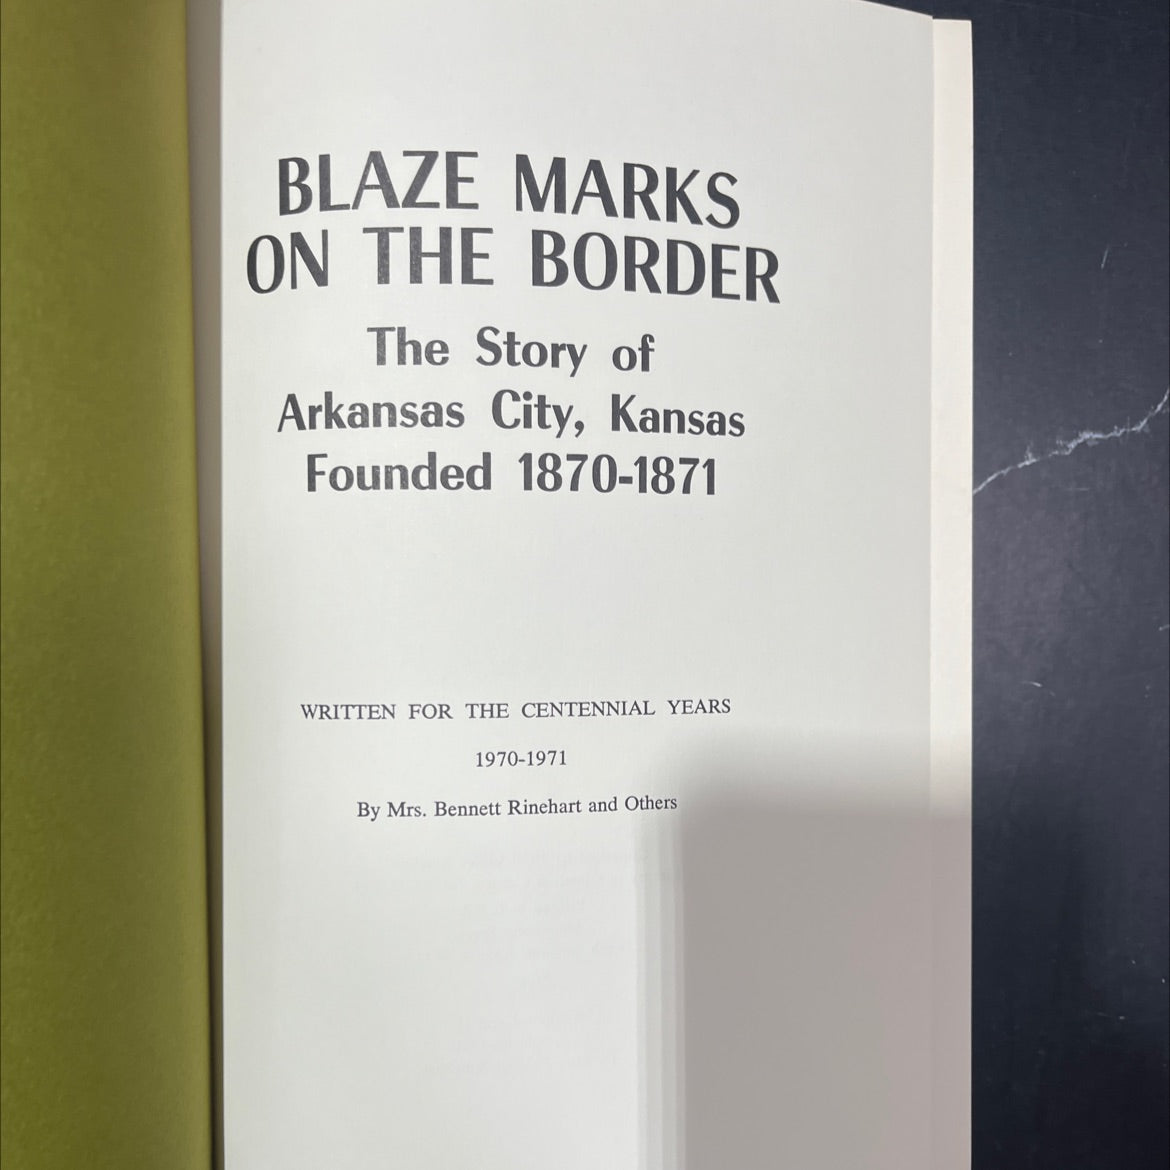 BLAZE MARKS
ON THE BORDER
The Story of
Arkansas City, Kansas
Founded 1870-1871
WRITTEN FOR THE CENTENNIAL YEARS
1970-1971
By Mrs. Bennett Rinehart and Others